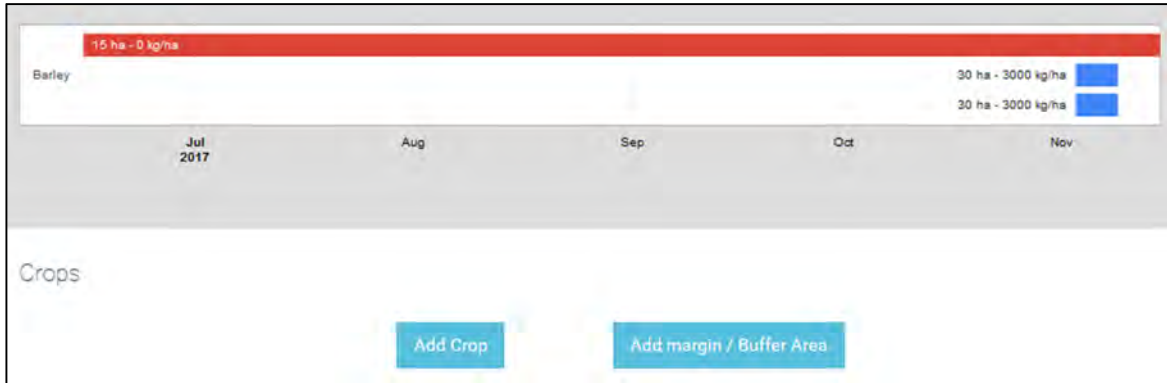 15 ha - 0 kg/ha
Barley
30 ha - 3000 kg/ha
30 ha - 3000 kg/ha
Jul Aug Sep Oct Nov
2017
Crops
Add Crop Add margin / Buffer Area